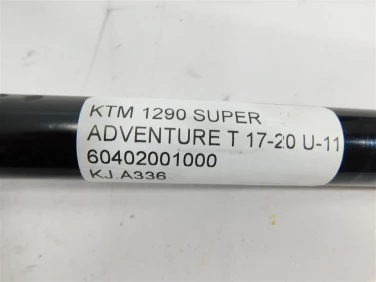 KTM 1290 SUPER
ADVENTURE T 17-20 U-11
60402001000
KJ.A336